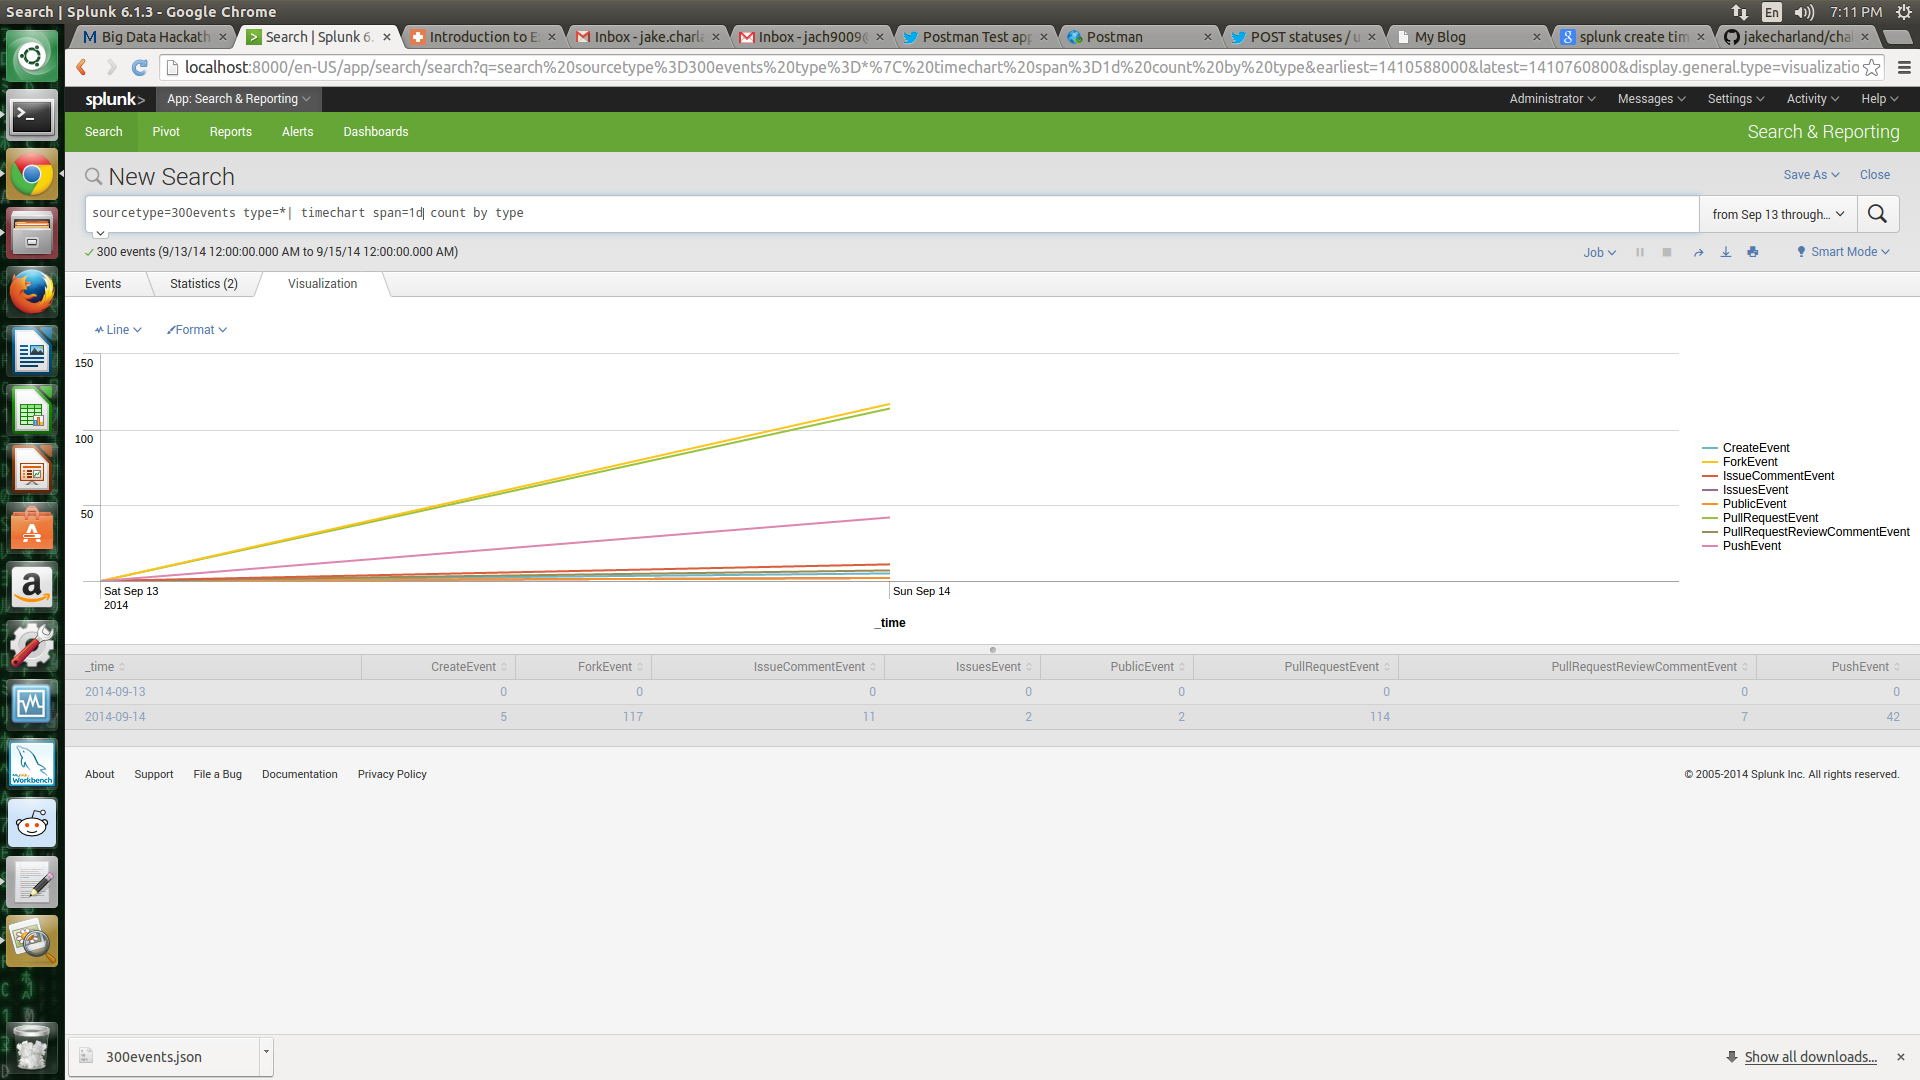 Search | Splunk 6.1.3 - Google Chrome
En
7:11 PM
Big Data Hackath
Search | Splunk 6.
Introduction to E
Inbox - jake.charla
Inbox - jach9009@
Postman Test app
Postman
POST statuses / u
My Blog
splunk create tim
jakecharland/cha
localhost:8000/en-US/app/search/search?q=search%20sourcetype%3D300events%20type%3D*%7C%20timechart%20span%3D1d%20count%20by%20type&earliest=1410588000&latest=1410760800&display.general.type=visualizatio
splunk>
App: Search & Reporting
Administrator
Messages
Settings
Activity
Help
Search
Pivot
Reports
Alerts
Dashboards
Search & Reporting
New Search
Save As
Close
sourcetype=300events type=*| timechart span=1d count by type
from Sep 13 through...
300 events (9/13/14 12:00:00.000 AM to 9/15/14 12:00:00.000 AM)
Job
Smart Mode
Events
Statistics (2)
Visualization
Line
Format
150
100
50
CreateEvent
ForkEvent
IssueCommentEvent
IssuesEvent
PublicEvent
PullRequestEvent
PullRequestReviewCommentEvent
PushEvent
Sat Sep 13
2014
Sun Sep 14
_time
_time CreateEvent ForkEvent IssueCommentEvent IssuesEvent PublicEvent PullRequestEvent PullRequestReviewCommentEvent PushEvent
2014-09-13 0 0 0 0 0 0 0 0
2014-09-14 5 117 11 2 2 114 7 42
About
Support
File a Bug
Documentation
Privacy Policy
© 2005-2014 Splunk Inc. All rights reserved.
Workbench
300events.json
Show all downloads...